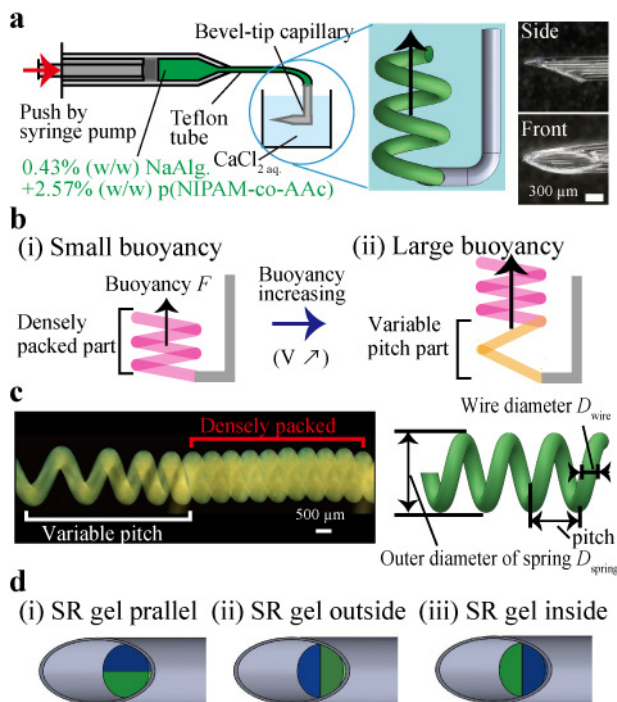 a
Bevel-tip capillary
Push by
syringe pump
Teflon
tube
CaCl2 aq.
0.43% (w/w) NaAlg.
+2.57% (w/w) p(NIPAM-co-AAc)
Side
Front
300 µm
b
(i) Small buoyancy
(ii) Large buoyancy
Buoyancy F
Densely
packed part
Buoyancy
increasing
(V ↗)
Variable
pitch part
c
Densely packed
Variable pitch
500 µm
Wire diameter Dwire
pitch
Outer diameter of spring Dspring
d
(i) SR gel prallel
(ii) SR gel outside
(iii) SR gel inside